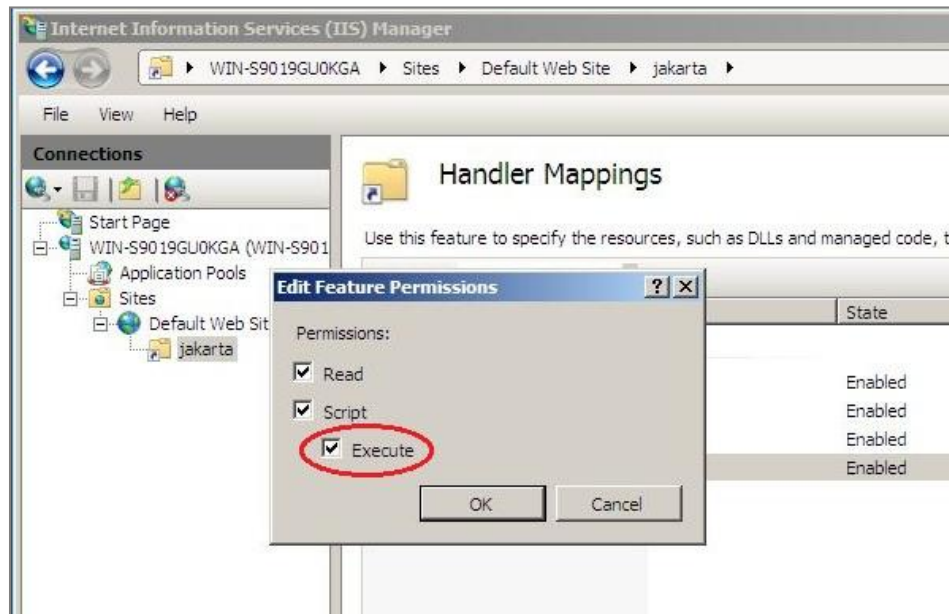 Internet Information Services (IIS) Manager
WIN-S9019GU0KGA ▸ Sites ▸ Default Web Site ▸ jakarta ▸
File View Help
Connections
Handler Mappings
Start Page
WIN-S9019GU0KGA (WIN-S901
Use this feature to specify the resources, such as DLLs and managed code, t
Application Pools
Sites
Default Web Sit
jakarta
Edit Feature Permissions
State
Permissions:
Read
Enabled
Script
Enabled
Execute
Enabled
Enabled
OK Cancel